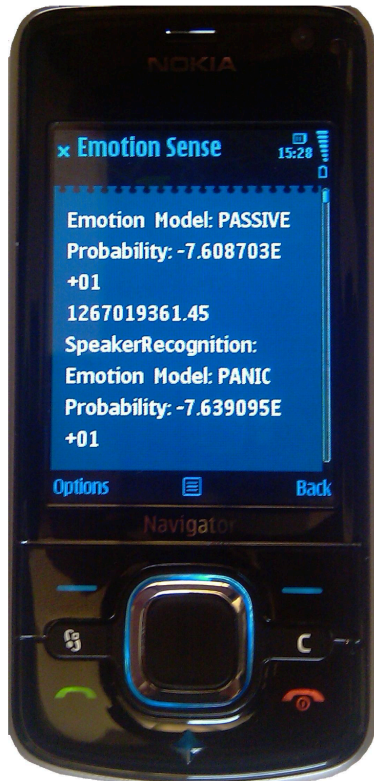 NOKIA
× Emotion Sense
15:28
Emotion Model: PASSIVE
Probability: -7.608703E
+01
1267019361.45
SpeakerRecognition:
Emotion Model: PANIC
Probability: -7.639095E
+01
Options
Back
Navigator
C